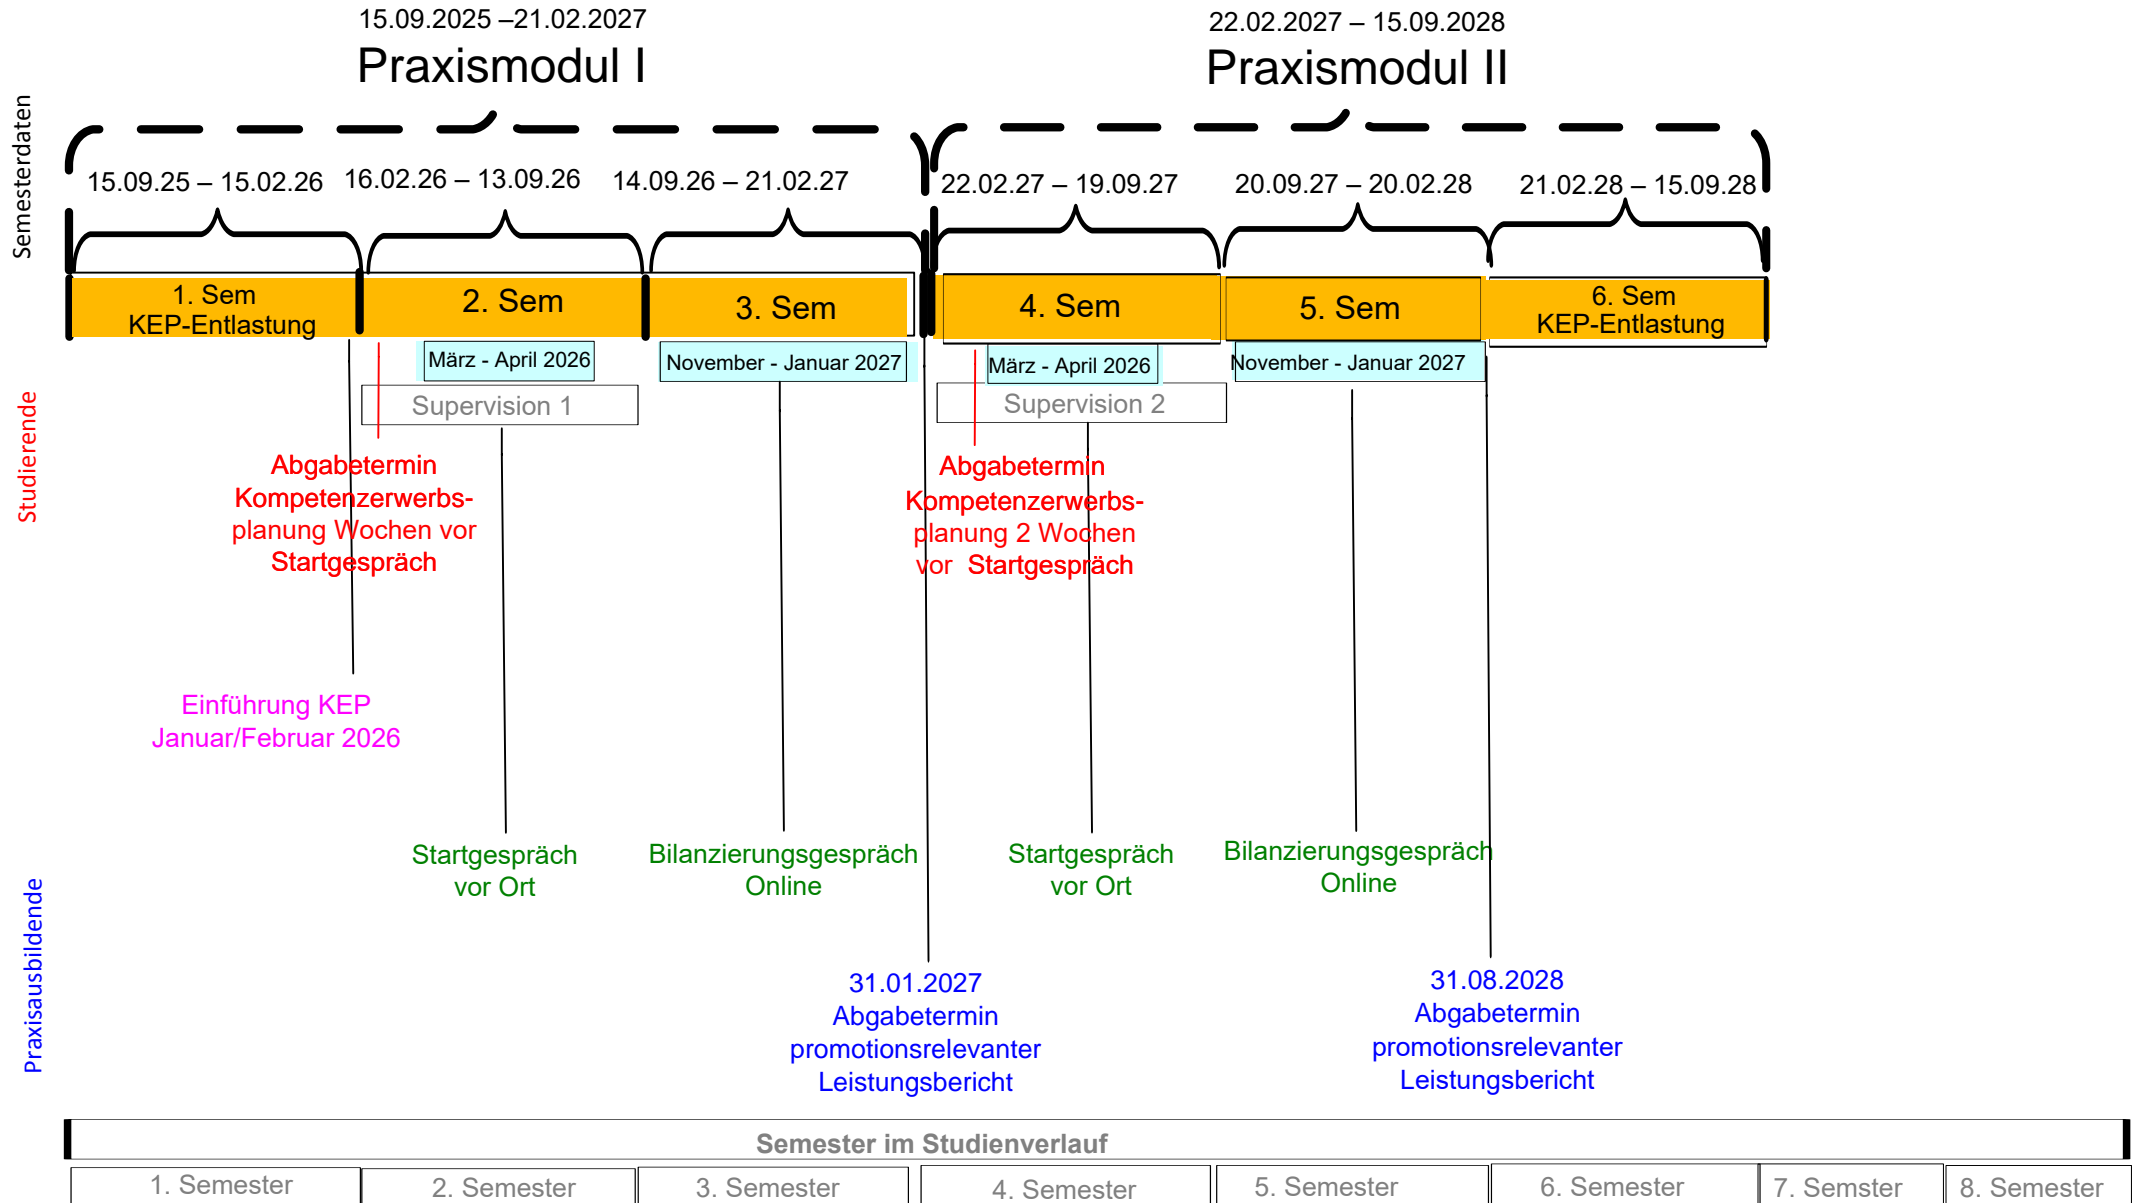 15.09.2025 –21.02.2027
Praxismodul I
22.02.2027 – 15.09.2028
Praxismodul II
Semesterdaten
15.09.25 – 15.02.26
16.02.26 – 13.09.26
14.09.26 – 21.02.27
22.02.27 – 19.09.27
20.09.27 – 20.02.28
21.02.28 – 15.09.28
1. Sem
KEP-Entlastung
2. Sem
3. Sem
4. Sem
5. Sem
6. Sem
KEP-Entlastung
März - April 2026
November - Januar 2027
März - April 2026
November - Januar 2027
Supervision 1
Supervision 2
Studierende
Abgabetermin
Kompetenzerwerbs-
planung Wochen vor
Startgespräch
Abgabetermin
Kompetenzerwerbs-
planung 2 Wochen
vor Startgespräch
Einführung KEP
Januar/Februar 2026
Startgespräch
vor Ort
Bilanzierungsgespräch
Online
Startgespräch
vor Ort
Bilanzierungsgespräch
Online
Praxisausbildende
31.01.2027
Abgabetermin
promotionsrelevanter
Leistungsbericht
31.08.2028
Abgabetermin
promotionsrelevanter
Leistungsbericht
Semester im Studienverlauf
1. Semester
2. Semester
3. Semester
4. Semester
5. Semester
6. Semester
7. Semster
8. Semester